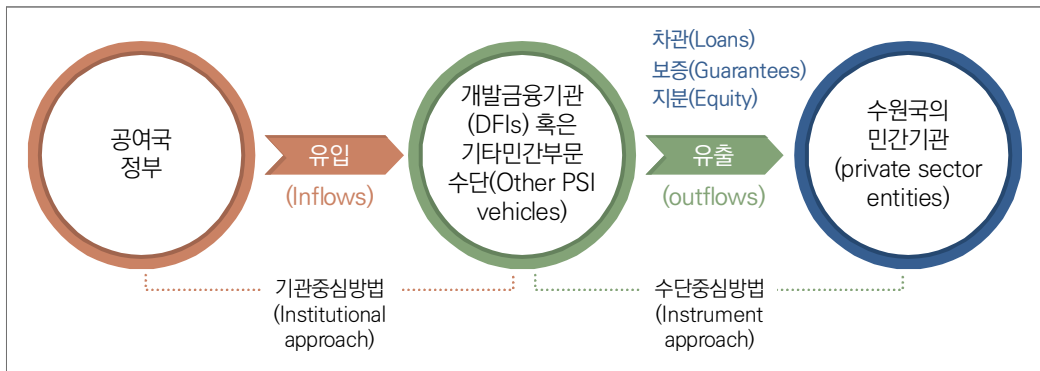 공여국
정부
유입
(Inflows)
개발금융기관
(DFIs) 혹은
기타민간부문
수단(Other PSI
vehicles)
차관(Loans)
보증(Guarantees)
지분(Equity)
유출
(outflows)
수원국의
민간기관
(private sector
entities)
기관중심방법
(Institutional
approach)
수단중심방법
(Instrument
approach)